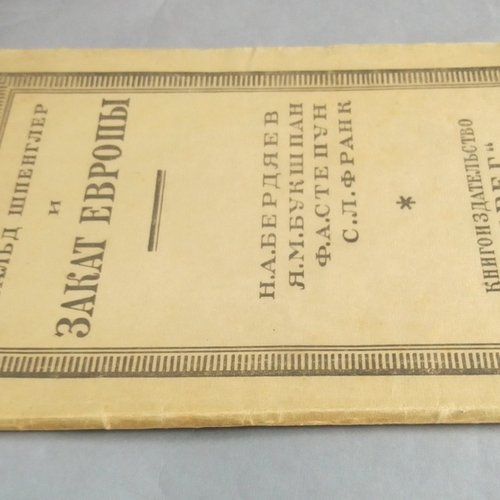 ШПЕНГЛЕР
И
ЗАКАТ ЕВРОПЫ
Н.А.БЕРДЯЕВ
Я.М.БУКШПАН
Ф.А.СТЕПУН
С.Л.ФРАНК
*
КНИГОИЗДАТЕЛЬСТВО